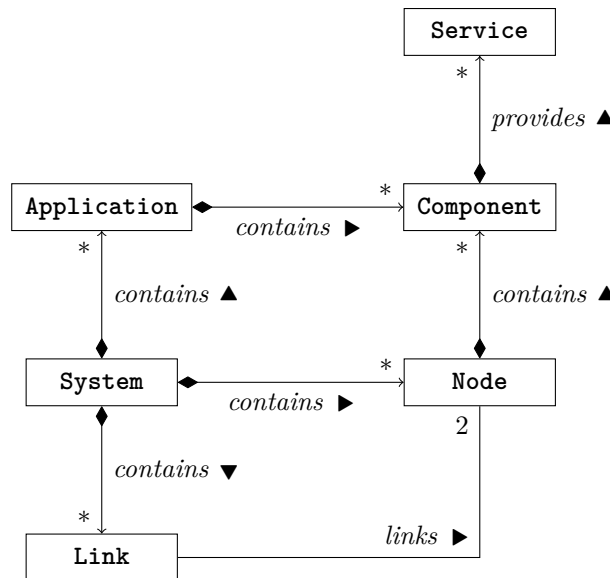 Service
*
provides ▲
Application
*
contains ▶
Component
*
*
contains ▲
contains ▲
System
*
contains ▶
Node
2
contains ▼
*
links ▶
Link